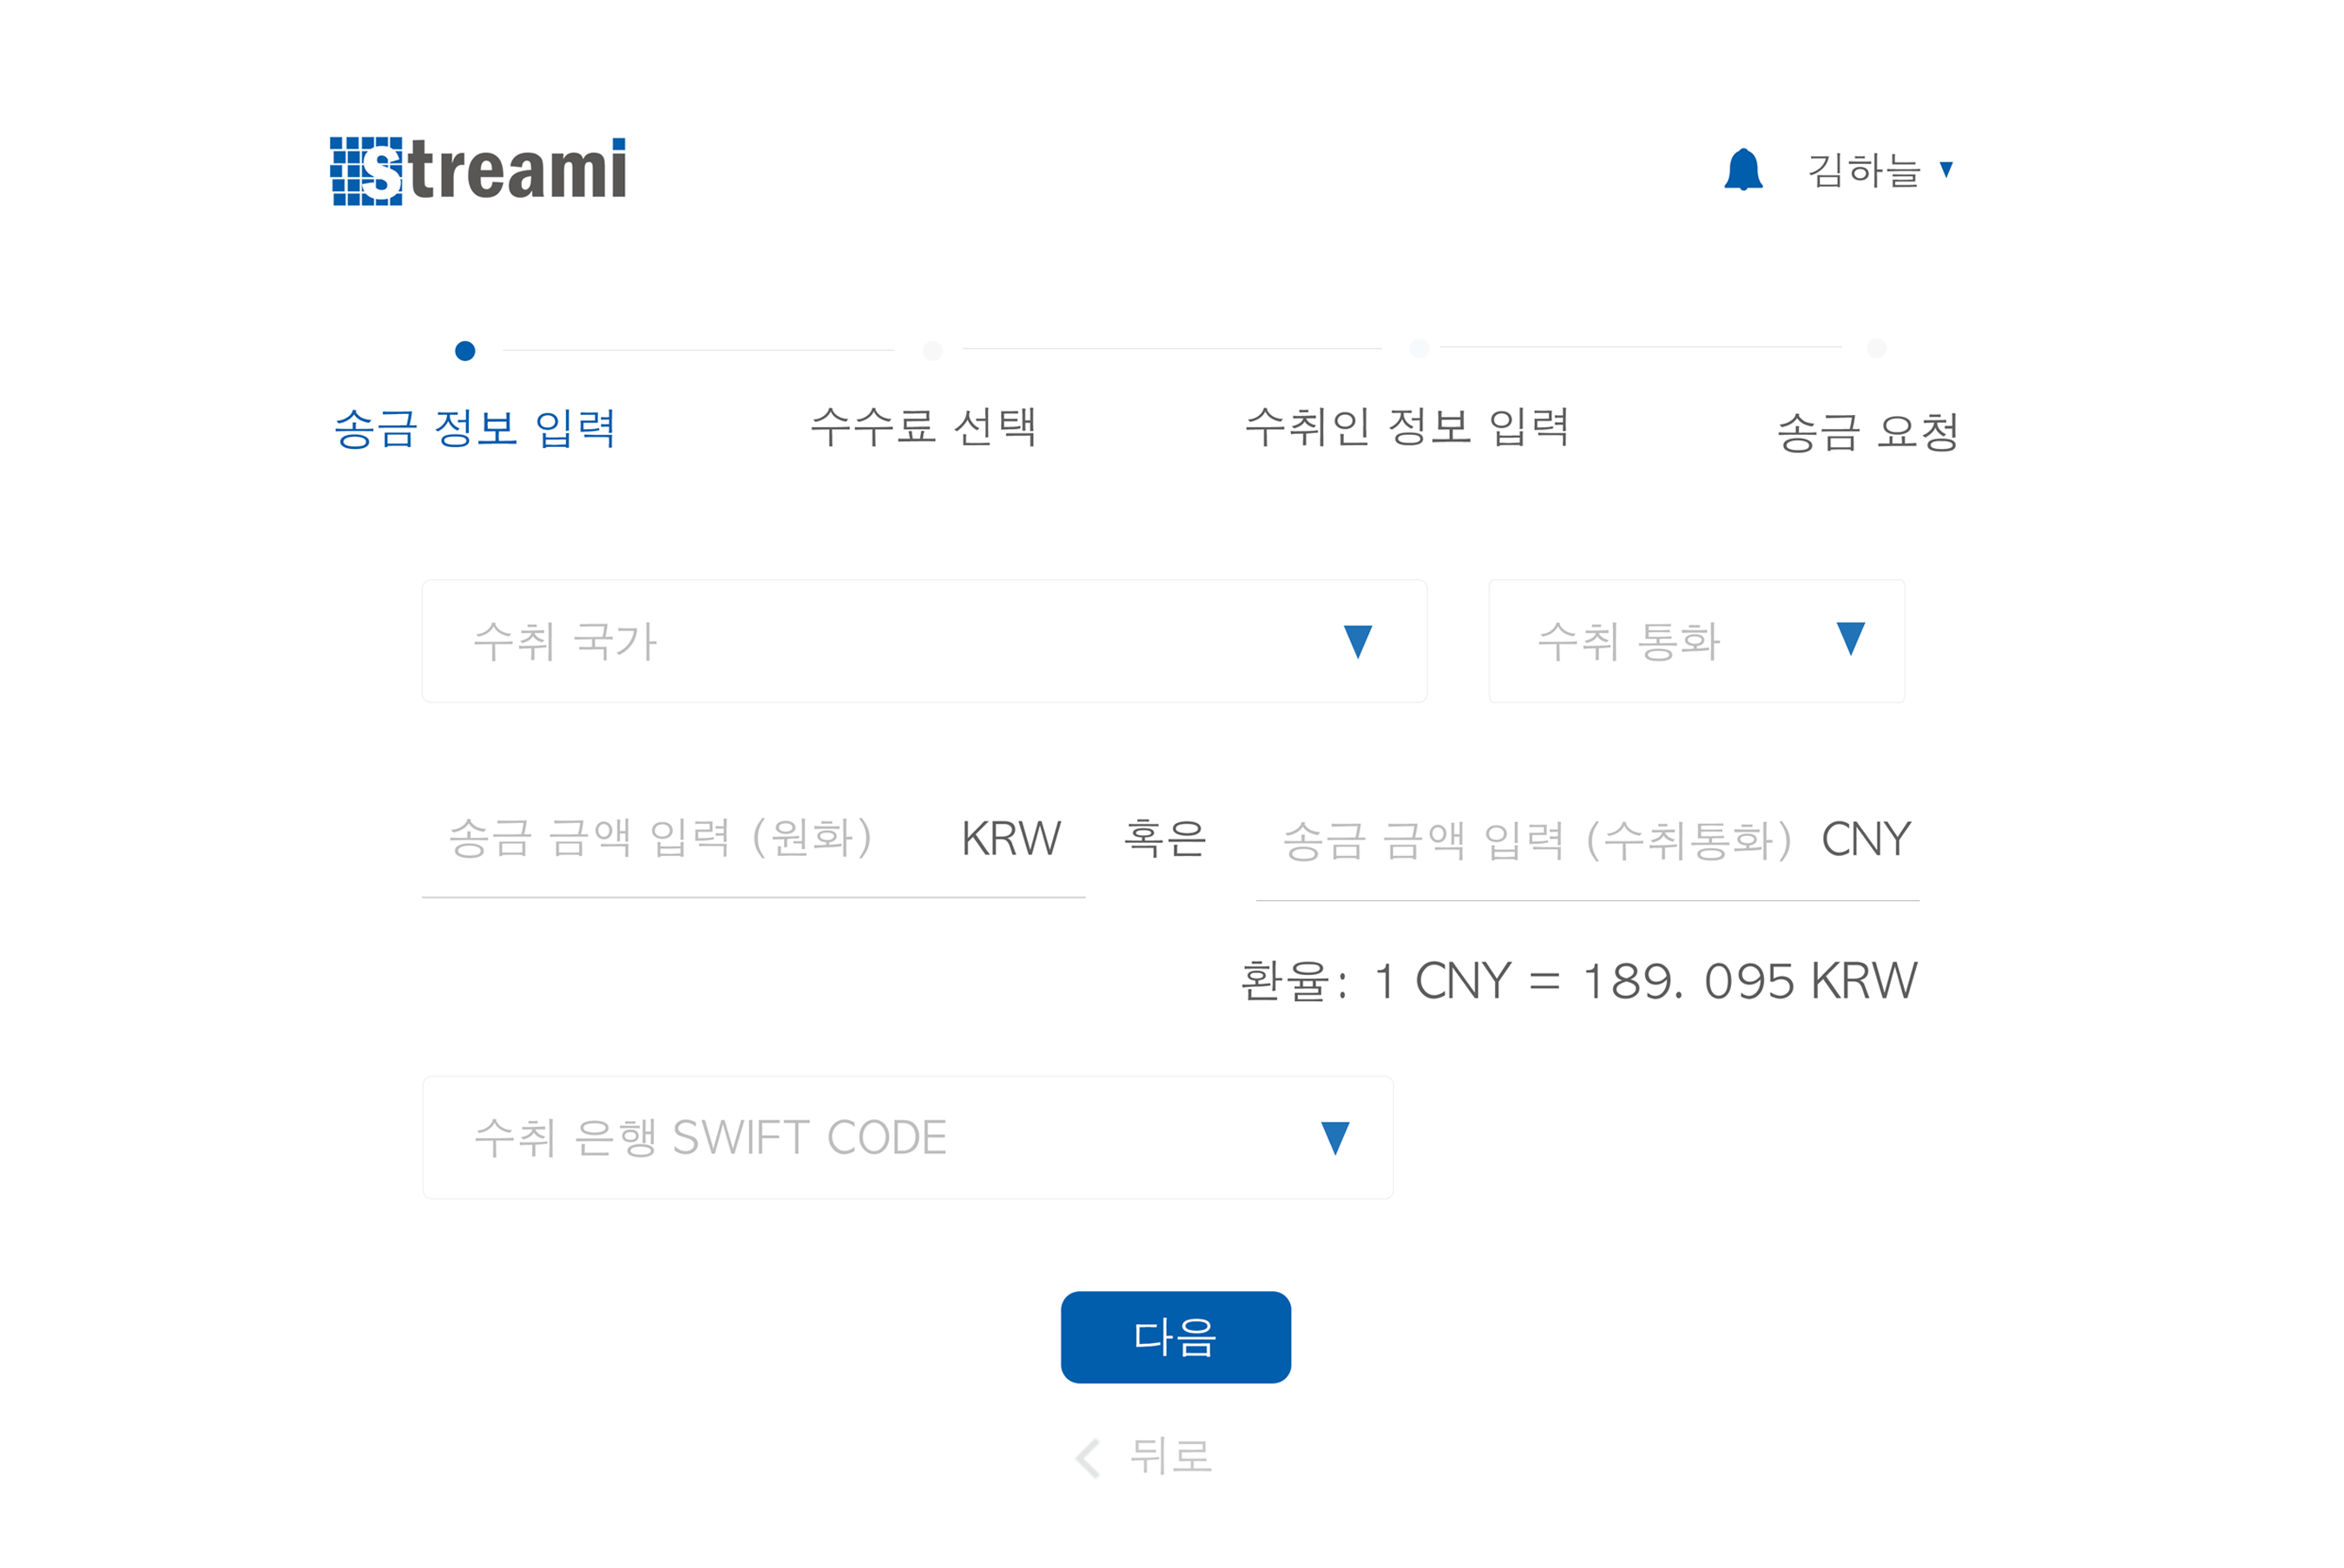 Streami
김하늘
송금 정보 입력
수수료 선택
수취인 정보 입력
송금 요청
수취 국가
수취 통화
송금 금액 입력 (원화) KRW 혹은 송금 금액 입력 (수취통화) CNY
환율: 1 CNY = 189. 095 KRW
수취 은행 SWIFT CODE
다음
뒤로